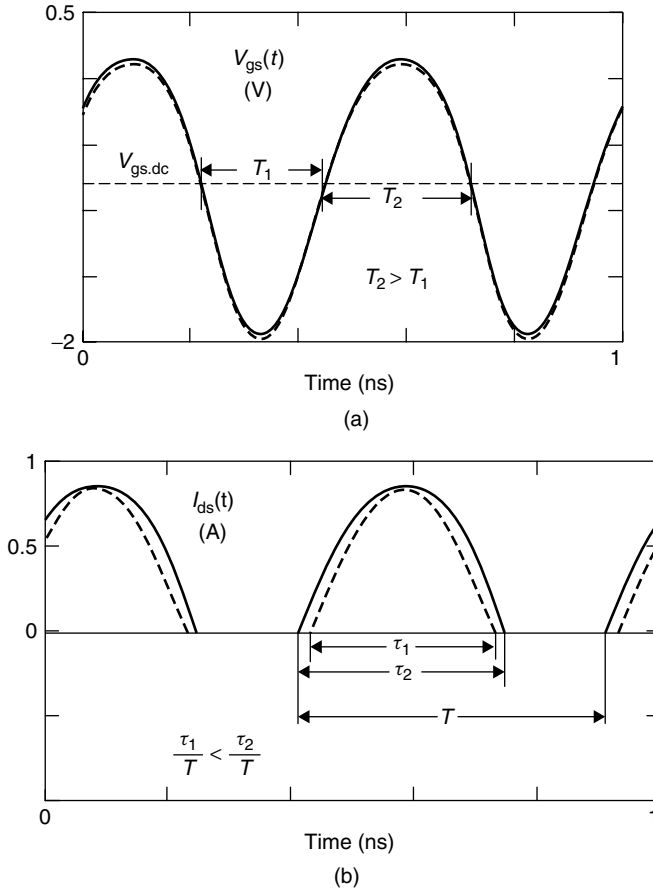 0.5
V_gs(t)
(V)
V_gs.dc
T_1
T_2
T_2 > T_1
−2
0
1
Time (ns)
(a)
1
I_ds(t)
(A)
0.5
0
τ_1
τ_2
T
τ_1/T < τ_2/T
0
1
Time (ns)
(b)